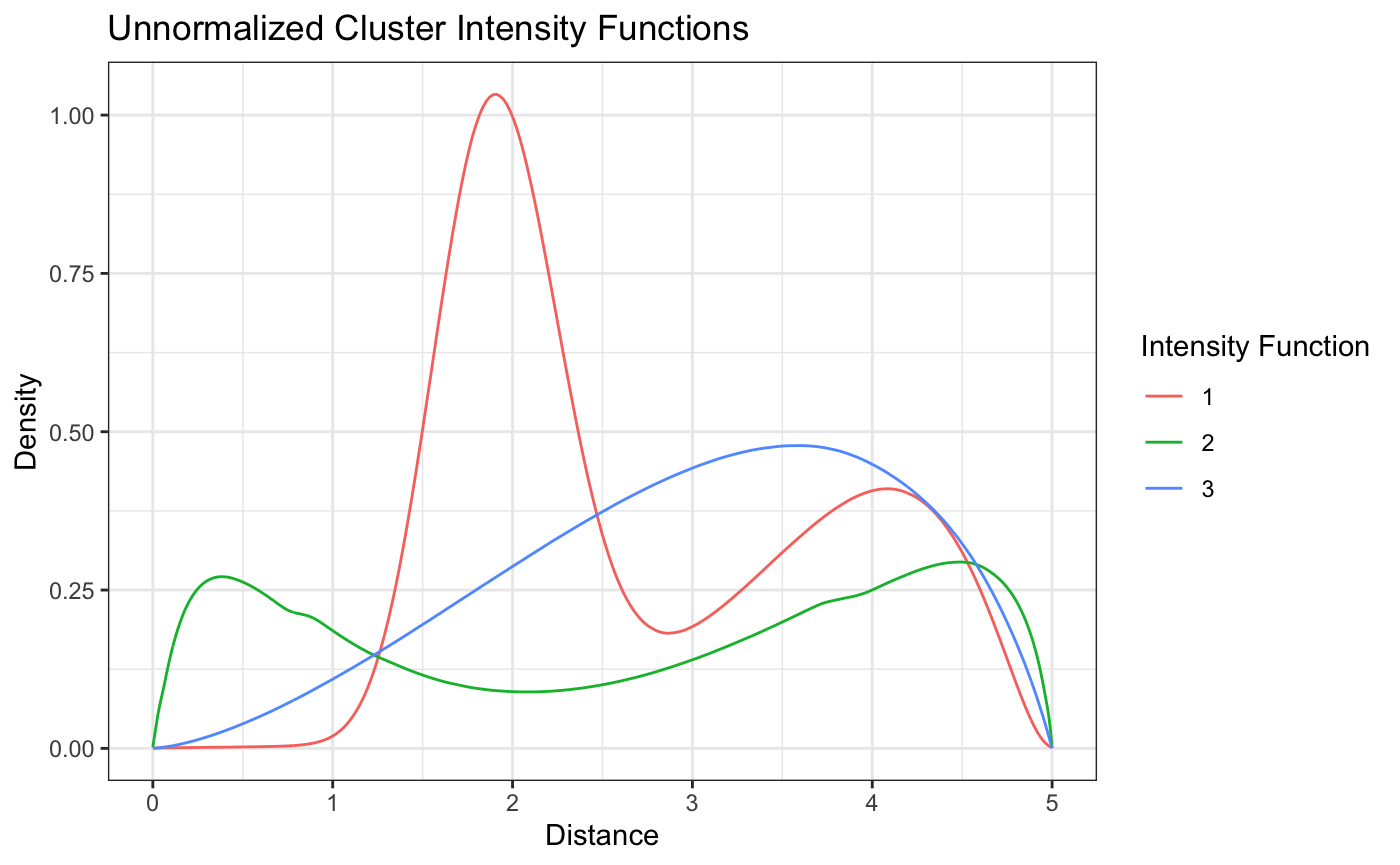 Unnormalized Cluster Intensity Functions
1.00
0.75
0.50
0.25
0.00
Density
0 1 2 3 4 5
Distance
Intensity Function
1
2
3